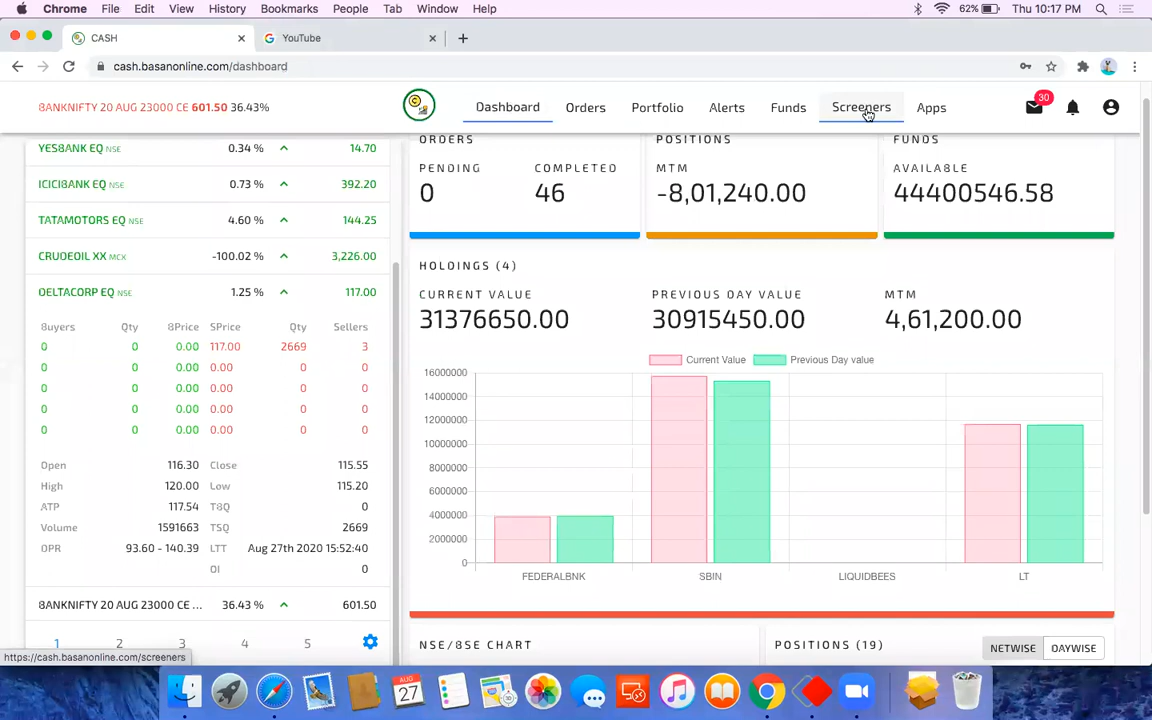 Chrome File Edit View History Bookmarks People Tab Window Help 62% Thu 10:17 PM
CASH YouTube
cash.basanonline.com/dashboard
BANKNIFTY 20 AUG 23000 CE 601.50 36.43% Dashboard Orders Portfolio Alerts Funds Screeners Apps 30
YESBANK EQ NSE 0.34 % 14.70
ICICIBANK EQ NSE 0.73 % 392.20
TATAMOTORS EQ NSE 4.60 % 144.25
CRUDEOIL XX MCX -100.02 % 3,226.00
DELTACORP EQ NSE 1.25 % 117.00
Buyers Qty BPrice SPrice Qty Sellers
0 0 0.00 117.00 2669 3
0 0 0.00 0.00 0 0
0 0 0.00 0.00 0 0
0 0 0.00 0.00 0 0
0 0 0.00 0.00 0 0
Open 116.30 Close 115.55
High 120.00 Low 115.20
ATP 117.54 TBQ 0
Volume 1591663 TSQ 2669
OPR 93.60 - 140.39 LTT Aug 27th 2020 15:52:40
OI 0
BANKNIFTY 20 AUG 23000 CE ... 36.43 % 601.50
1 2 3 4 5
https://cash.basanonline.com/screeners
ORDERS POSITIONS FUNDS
PENDING COMPLETED MTM AVAILABLE
0 46 -8,01,240.00 44400546.58
HOLDINGS (4)
CURRENT VALUE PREVIOUS DAY VALUE MTM
31376650.00 30915450.00 4,61,200.00
Current Value Previous Day value
16000000
14000000
12000000
10000000
8000000
6000000
4000000
2000000
0
FEDERALBNK SBIN LIQUIDBEES LT
NSE/BSE CHART POSITIONS (19) NETWISE DAYWISE
AUG
27